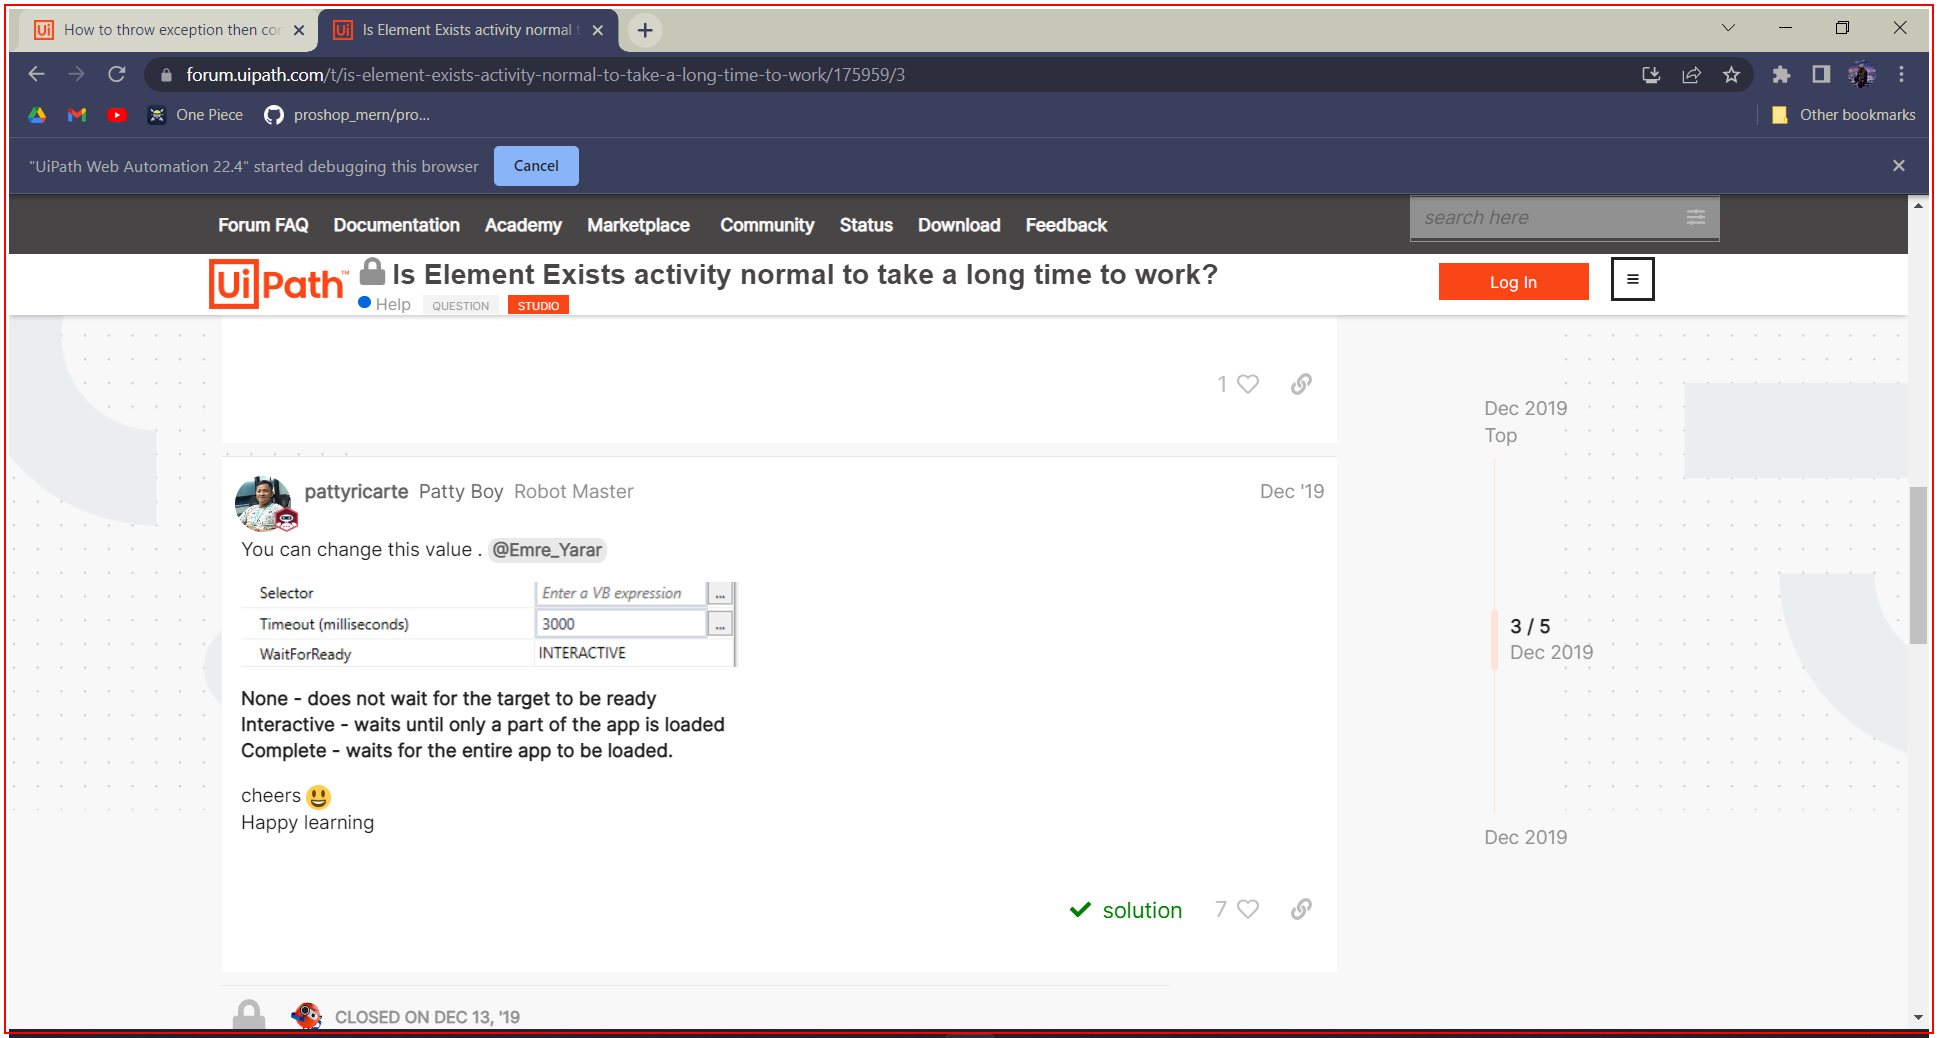 Ui How to throw exception then cor
Ui Is Element Exists activity normal t
forum.uipath.com/t/is-element-exists-activity-normal-to-take-a-long-time-to-work/175959/3
One Piece proshop_mern/pro... Other bookmarks
"UiPath Web Automation 22.4" started debugging this browser Cancel
Forum FAQ Documentation Academy Marketplace Community Status Download Feedback search here
UiPath™ Is Element Exists activity normal to take a long time to work? Log In
Help QUESTION STUDIO
1
Dec 2019
Top
pattyricarte Patty Boy Robot Master Dec '19
You can change this value . @Emre_Yarar
Selector Enter a VB expression ...
Timeout (milliseconds) 3000 ...
WaitForReady INTERACTIVE
3 / 5
Dec 2019
None - does not wait for the target to be ready
Interactive - waits until only a part of the app is loaded
Complete - waits for the entire app to be loaded.
cheers
Happy learning
Dec 2019
solution 7
CLOSED ON DEC 13, '19